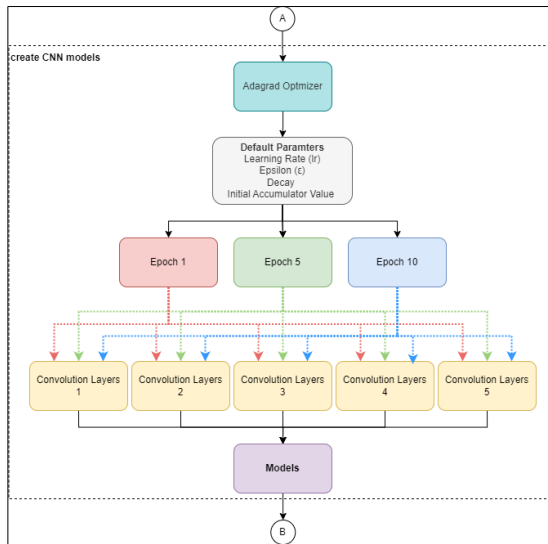 A
create CNN models
Adagrad Optmizer
Default Paramters
Learning Rate (lr)
Epsilon (ε)
Decay
Initial Accumulator Value
Epoch 1
Epoch 5
Epoch 10
Convolution Layers
1
Convolution Layers
2
Convolution Layers
3
Convolution Layers
4
Convolution Layers
5
Models
B